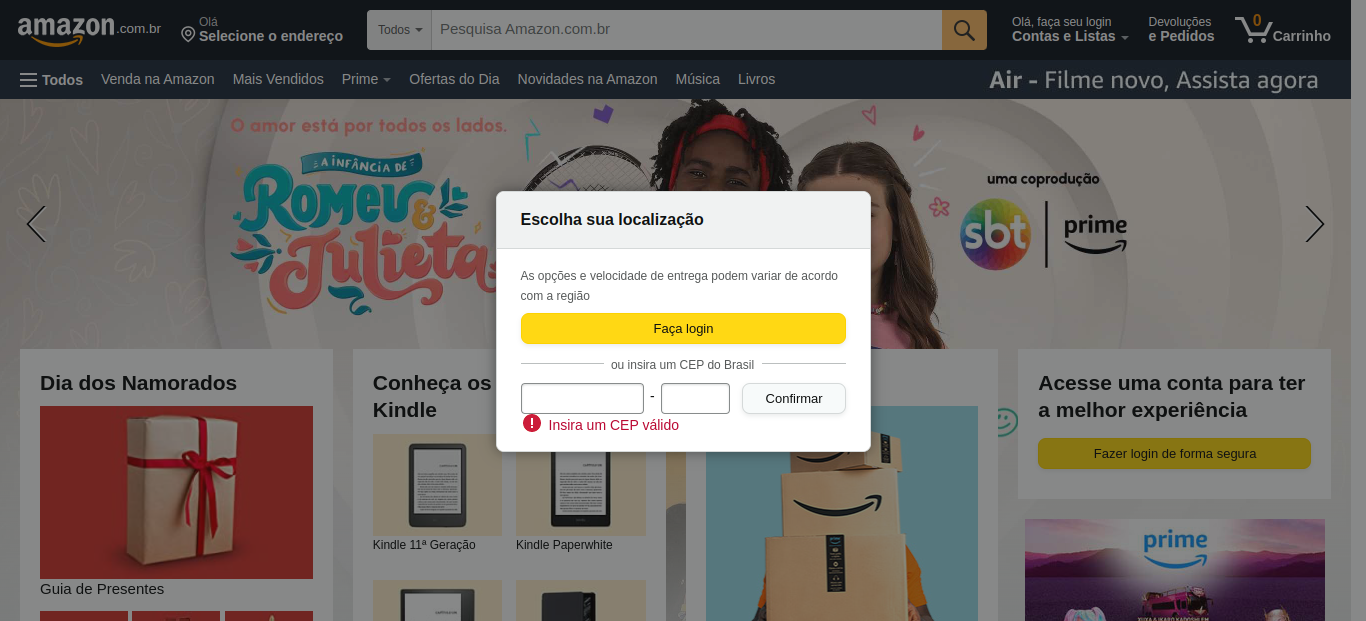 amazon.com.br
Olá
Selecione o endereço
Todos
Pesquisa Amazon.com.br
Olá, faça seu login
Contas e Listas
Devoluções
e Pedidos
0
Carrinho
Todos
Venda na Amazon
Mais Vendidos
Prime
Ofertas do Dia
Novidades na Amazon
Música
Livros
Air - Filme novo, Assista agora
O amor está por todos os lados.
A INFÂNCIA DE
Romeu
&
Julieta
uma coprodução
sbt
prime
Escolha sua localização
As opções e velocidade de entrega podem variar de acordo
com a região
Faça login
ou insira um CEP do Brasil
-
Confirmar
! Insira um CEP válido
Dia dos Namorados
Guia de Presentes
Conheça os
Kindle
Kindle 11ª Geração
Kindle Paperwhite
Acesse uma conta para ter
a melhor experiência
Fazer login de forma segura
prime